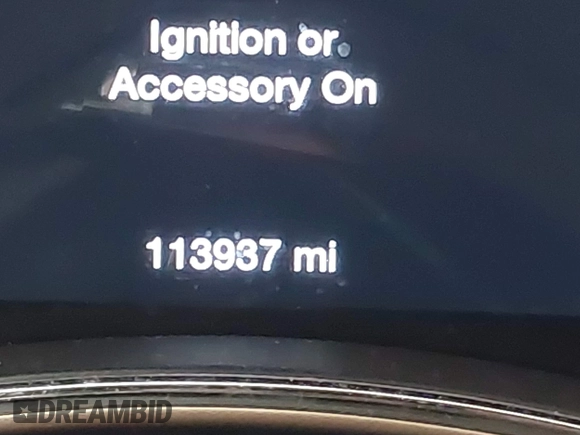 Ignition or
Accessory On
113937 mi
DREAMBID